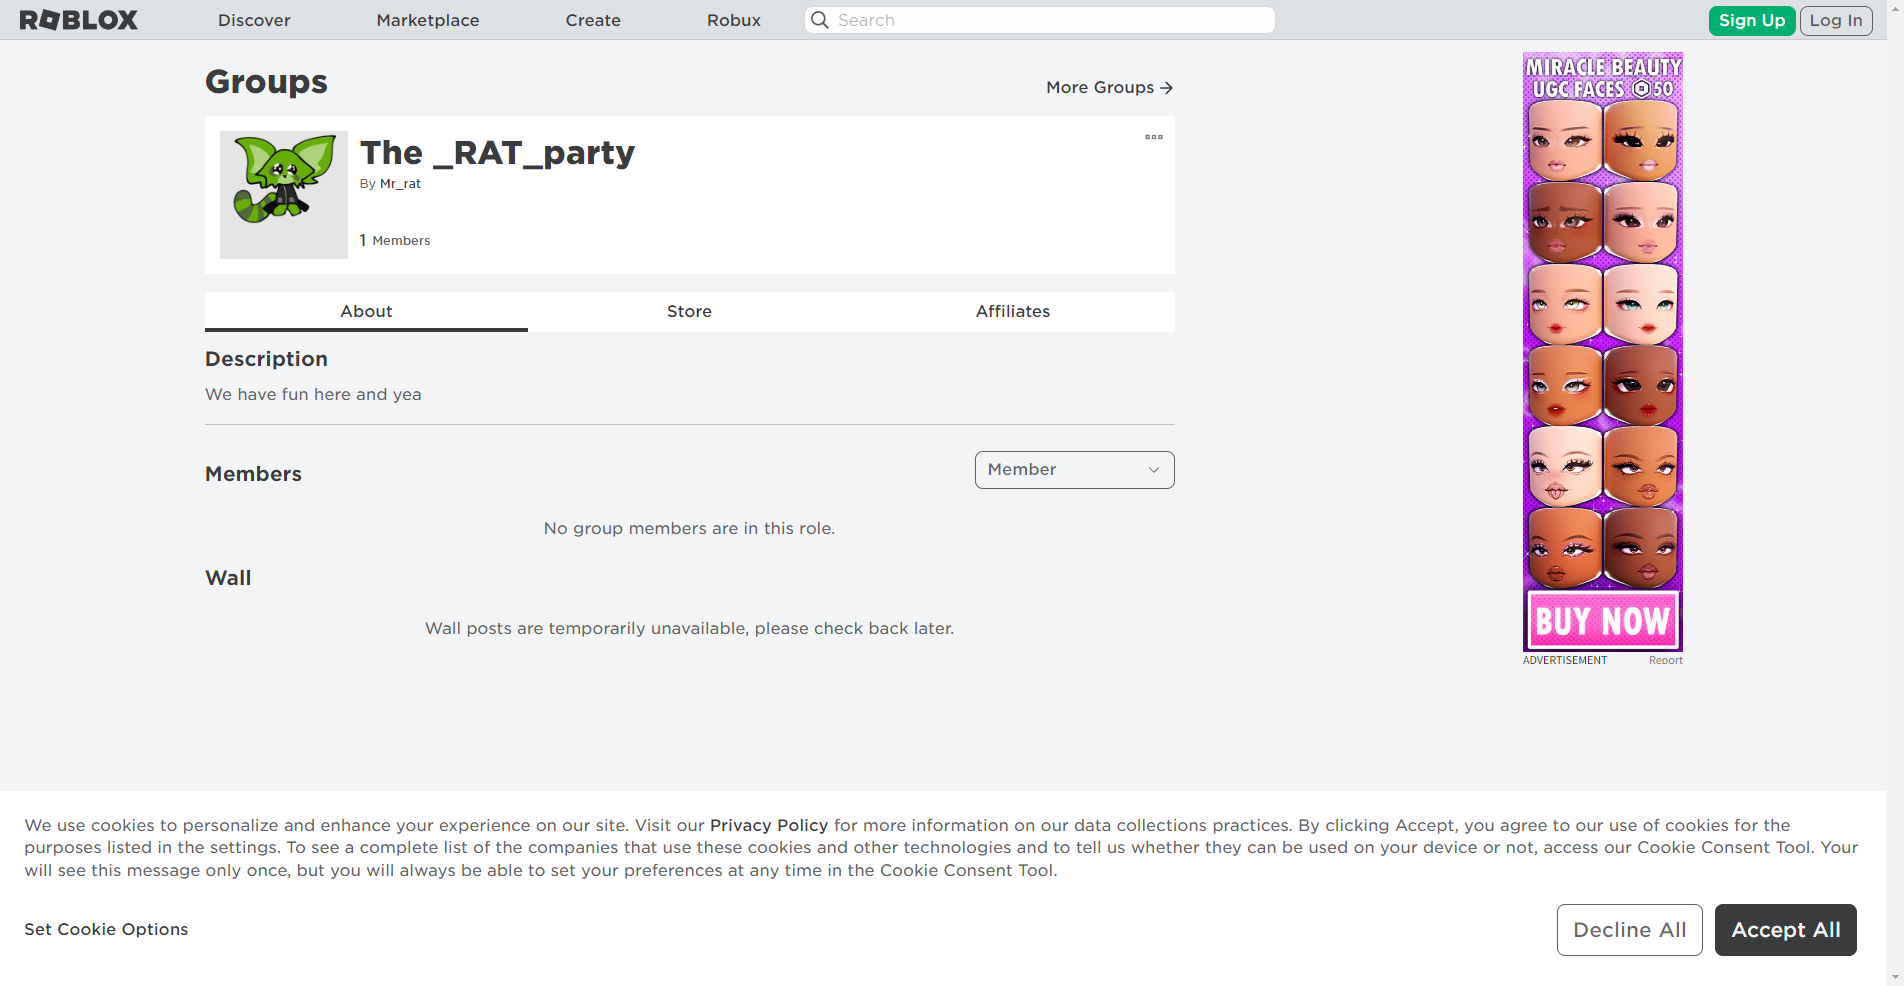 ROBLOX
Discover
Marketplace
Create
Robux
Search
Sign Up
Log In
Groups
More Groups
The _RAT_party
By Mr_rat
1 Members
About
Store
Affiliates
Description
We have fun here and yea
Members
Member
No group members are in this role.
Wall
Wall posts are temporarily unavailable, please check back later.
MIRACLE BEAUTY
UGC FACES 50
BUY NOW
ADVERTISEMENT
Report
We use cookies to personalize and enhance your experience on our site. Visit our Privacy Policy for more information on our data collections practices. By clicking Accept, you agree to our use of cookies for the
purposes listed in the settings. To see a complete list of the companies that use these cookies and other technologies and to tell us whether they can be used on your device or not, access our Cookie Consent Tool. Your
will see this message only once, but you will always be able to set your preferences at any time in the Cookie Consent Tool.
Set Cookie Options
Decline All
Accept All